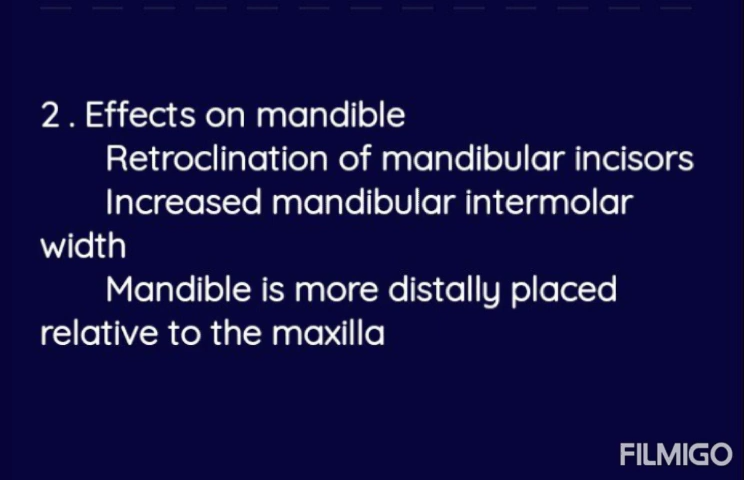 2 . Effects on mandible
Retroclination of mandibular incisors
Increased mandibular intermolar
width
Mandible is more distally placed
relative to the maxilla
FILMIGO